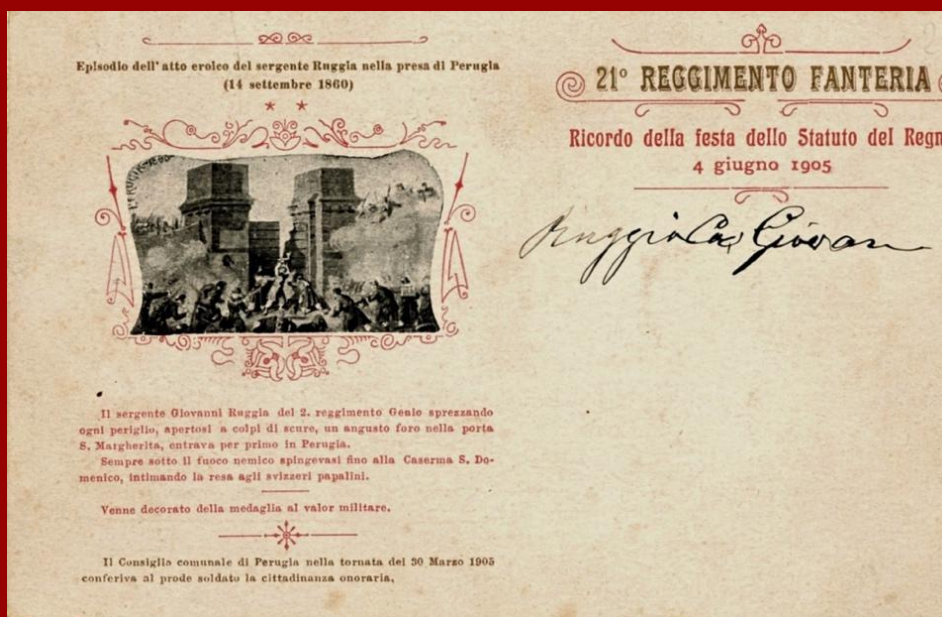 Episodio dell'atto eroico del sergente Ruggia nella presa di Perugia
(14 settembre 1860)
Il sergente Giovanni Ruggia del 2. reggimento Genio sprezzando
ogni periglio, apertosi a colpi di scure, un angusto foro nella porta
S. Margherita, entrava per primo in Perugia.
Sempre sotto il fuoco nemico spingevasi fino alla Caserma S. Do-
menico, intimando la resa agli svizzeri papalini.
Venne decorato della medaglia al valor militare.
Il Consiglio comunale di Perugia nella tornata del 30 Marzo 1905
conferiva al prode soldato la cittadinanza onoraria.
21° REGGIMENTO FANTERIA
Ricordo della festa dello Statuto del Regn
4 giugno 1905